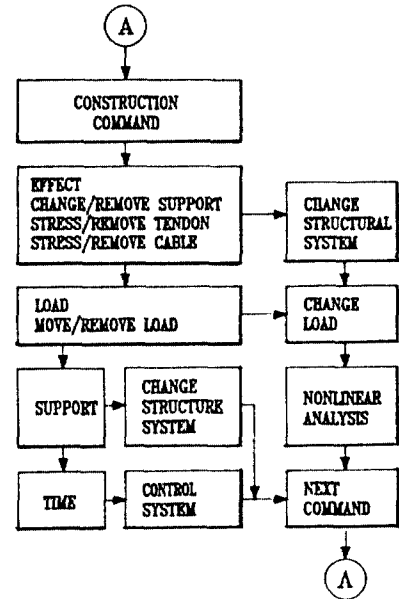 A
CONSTRUCTION
COMMAND
EFFECT
CHANGE/REMOVE SUPPORT
STRESS/REMOVE TENDON
STRESS/REMOVE CABLE
CHANGE
STRUCTURAL
SYSTEM
LOAD
MOVE/REMOVE LOAD
CHANGE
LOAD
SUPPORT
CHANGE
STRUCTURE
SYSTEM
NONLINEAR
ANALYSIS
TIME
CONTROL
SYSTEM
NEXT
COMMAND
A